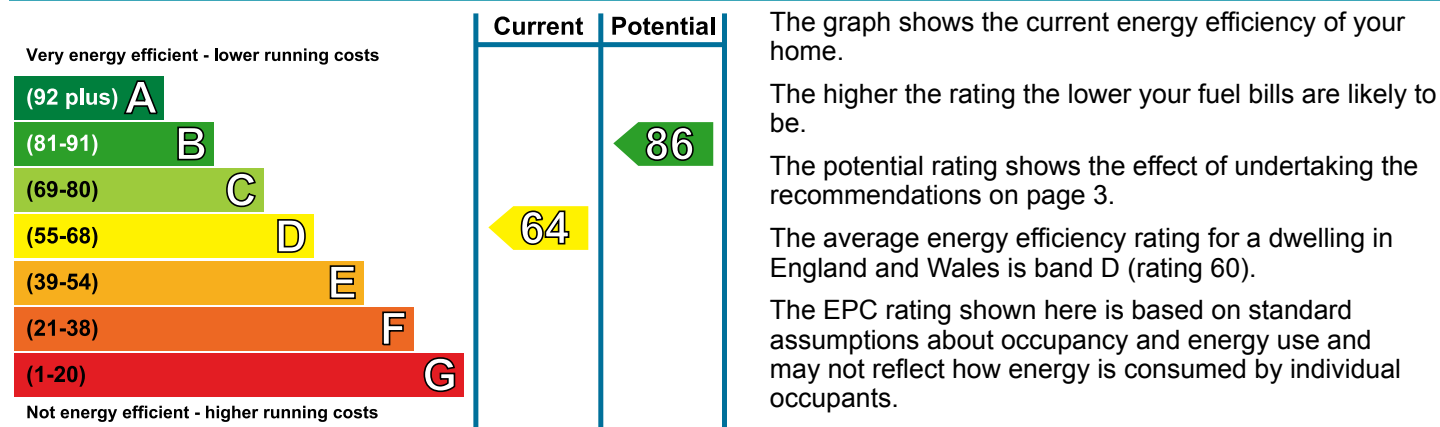 Current Potential
Very energy efficient - lower running costs
(92 plus) A
(81-91) B
86
(69-80) C
(55-68) D
64
(39-54) E
(21-38) F
(1-20) G
Not energy efficient - higher running costs
The graph shows the current energy efficiency of your
home.
The higher the rating the lower your fuel bills are likely to
be.
The potential rating shows the effect of undertaking the
recommendations on page 3.
The average energy efficiency rating for a dwelling in
England and Wales is band D (rating 60).
The EPC rating shown here is based on standard
assumptions about occupancy and energy use and
may not reflect how energy is consumed by individual
occupants.